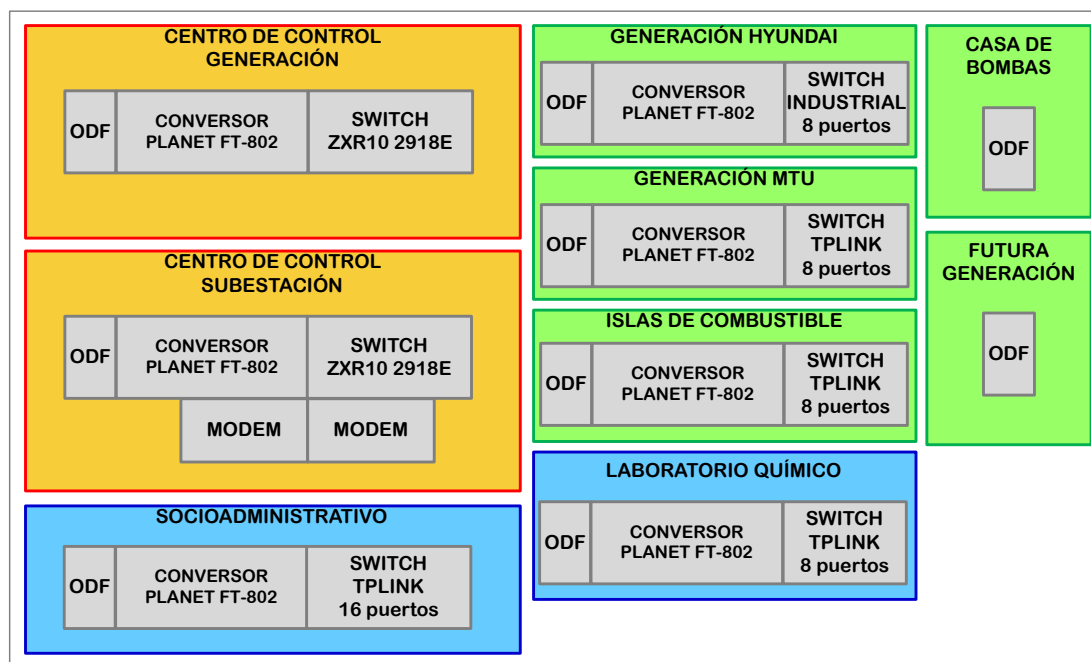 CENTRO DE CONTROL
GENERACIÓN
ODF
CONVERSOR
PLANET FT-802
SWITCH
ZXR10 2918E
CENTRO DE CONTROL
SUBESTACIÓN
ODF
CONVERSOR
PLANET FT-802
SWITCH
ZXR10 2918E
MODEM
MODEM
SOCIOADMINISTRATIVO
ODF
CONVERSOR
PLANET FT-802
SWITCH
TPLINK
16 puertos
GENERACIÓN HYUNDAI
ODF
CONVERSOR
PLANET FT-802
SWITCH
INDUSTRIAL
8 puertos
GENERACIÓN MTU
ODF
CONVERSOR
PLANET FT-802
SWITCH
TPLINK
8 puertos
ISLAS DE COMBUSTIBLE
ODF
CONVERSOR
PLANET FT-802
SWITCH
TPLINK
8 puertos
LABORATORIO QUÍMICO
ODF
CONVERSOR
PLANET FT-802
SWITCH
TPLINK
8 puertos
CASA DE
BOMBAS
ODF
FUTURA
GENERACIÓN
ODF